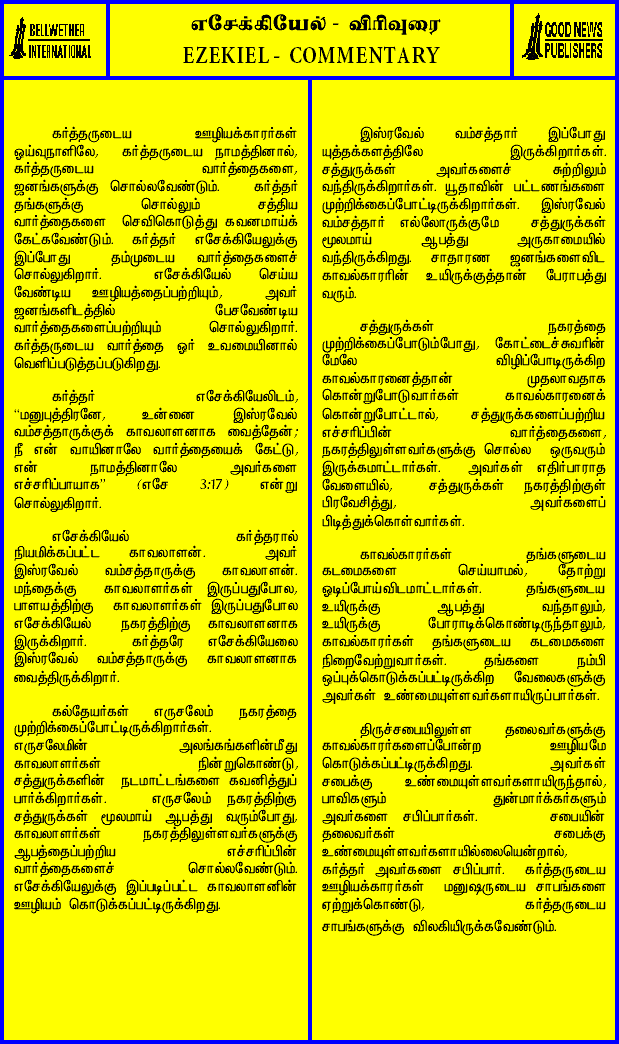 BELLWETHER
INTERNATIONAL
எசேக்கியேல் - விரிவுரை
EZEKIEL - COMMENTARY
GOOD NEWS
PUBLISHERS
கர்த்தருடைய ஊழியக்காரர்கள்
ஓய்வுநாளிலே, கர்த்தருடைய நாமத்தினால்,
கர்த்தருடைய வார்த்தைகளை,
ஜனங்களுக்கு சொல்லவேண்டும். கர்த்தர்
தங்களுக்கு சொல்லும் சத்திய
வார்த்தைகளை செவிகொடுத்து கவனமாய்க்
கேட்கவேண்டும். கர்த்தர் எசேக்கியேலுக்கு
இப்போது தம்முடைய வார்த்தைகளைச்
சொல்லுகிறார். எசேக்கியேல் செய்ய
வேண்டிய ஊழியத்தைப்பற்றியும், அவர்
ஜனங்களிடத்தில் பேசவேண்டிய
வார்த்தைகளைப்பற்றியும் சொல்லுகிறார்.
கர்த்தருடைய வார்த்தை ஓர் உவமையினால்
வெளிப்படுத்தப்படுகிறது.
கர்த்தர் எசேக்கியேலிடம்,
“மனுபுத்திரனே, உன்னை இஸ்ரவேல்
வம்சத்தாருக்குக் காவலாளனாக வைத்தேன்;
நீ என் வாயினாலே வார்த்தையைக் கேட்டு,
என் நாமத்தினாலே அவர்களை
எச்சரிப்பாயாக” (எசே 3:17) என்று
சொல்லுகிறார்.
எசேக்கியேல் கர்த்தரால்
நியமிக்கப்பட்ட காவலாளன். அவர்
இஸ்ரவேல் வம்சத்தாருக்கு காவலாளன்.
மந்தைக்கு காவலாளர்கள் இருப்பதுபோல,
பாளயத்திற்கு காவலாளர்கள் இருப்பதுபோல
எசேக்கியேல் நகரத்திற்கு காவலாளனாக
இருக்கிறார். கர்த்தரே எசேக்கியேலை
இஸ்ரவேல் வம்சத்தாருக்கு காவலாளனாக
வைத்திருக்கிறார்.
கல்தேயர்கள் எருசலேம் நகரத்தை
முற்றிக்கைப்போட்டிருக்கிறார்கள்.
எருசலேமின் அலங்கங்களின்மீது
காவலாளர்கள் நின்றுகொண்டு,
சத்துருக்களின் நடமாட்டங்களை கவனித்துப்
பார்க்கிறார்கள். எருசலேம் நகரத்திற்கு
சத்துருக்கள் மூலமாய் ஆபத்து வரும்போது,
காவலாளர்கள் நகரத்திலுள்ளவர்களுக்கு
ஆபத்தைப்பற்றிய எச்சரிப்பின்
வார்த்தைகளைச் சொல்லவேண்டும்.
எசேக்கியேலுக்கு இப்படிப்பட்ட காவலாளனின்
ஊழியம் கொடுக்கப்பட்டிருக்கிறது.
இஸ்ரவேல் வம்சத்தார் இப்போது
யுத்தக்களத்திலே இருக்கிறார்கள்.
சத்துருக்கள் அவர்களைச் சுற்றிலும்
வந்திருக்கிறார்கள். யூதாவின் பட்டணங்களை
முற்றிக்கைப்போட்டிருக்கிறார்கள். இஸ்ரவேல்
வம்சத்தார் எல்லோருக்குமே சத்துருக்கள்
மூலமாய் ஆபத்து அருகாமையில்
வந்திருக்கிறது. சாதாரண ஜனங்களைவிட
காவல்காரரின் உயிருக்குத்தான் பேராபத்து
வரும்.
சத்துருக்கள் நகரத்தை
முற்றிக்கைப்போடும்போது, கோட்டைச்சுவரின்
மேலே விழிப்போடிருக்கிற
காவல்காரனைத்தான் முதலாவதாக
கொன்றுபோடுவார்கள் காவல்காரனைக்
கொன்றுபோட்டால், சத்துருக்களைப்பற்றிய
எச்சரிப்பின் வார்த்தைகளை,
நகரத்திலுள்ளவர்களுக்கு சொல்ல ஒருவரும்
இருக்கமாட்டார்கள். அவர்கள் எதிர்பாராத
வேளையில், சத்துருக்கள் நகரத்திற்குள்
பிரவேசித்து, அவர்களைப்
பிடித்துக்கொள்வார்கள்.
காவல்காரர்கள் தங்களுடைய
கடமைகளை செய்யாமல், தோற்று
ஓடிப்போய்விடமாட்டார்கள். தங்களுடைய
உயிருக்கு ஆபத்து வந்தாலும்,
உயிருக்கு போராடிக்கொண்டிருந்தாலும்,
காவல்காரர்கள் தங்களுடைய கடமைகளை
நிறைவேற்றுவார்கள். தங்களை நம்பி
ஒப்புக்கொடுக்கப்பட்டிருக்கிற வேலைகளுக்கு
அவர்கள் உண்மையுள்ளவர்களாயிருப்பார்கள்.
திருச்சபையிலுள்ள தலைவர்களுக்கு
காவல்காரர்களைப்போன்ற ஊழியமே
கொடுக்கப்பட்டிருக்கிறது. அவர்கள்
சபைக்கு உண்மையுள்ளவர்களாயிருந்தால்,
பாவிகளும் துன்மார்க்கர்களும்
அவர்களை சபிப்பார்கள். சபையின்
தலைவர்கள் சபைக்கு
உண்மையுள்ளவர்களாயில்லையென்றால்,
கர்த்தர் அவர்களை சபிப்பார். கர்த்தருடைய
ஊழியக்காரர்கள் மனுஷருடைய சாபங்களை
ஏற்றுக்கொண்டு, கர்த்தருடைய
சாபங்களுக்கு விலகியிருக்கவேண்டும்.